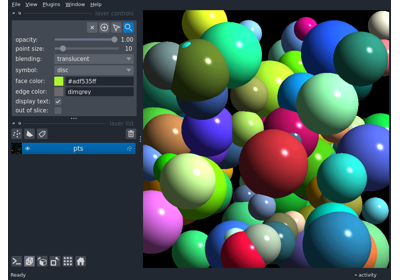 File View Plugins Window Help
layer controls
opacity: 1.00
point size: 10
blending: translucent
symbol: disc
face color: #adf535ff
edge color: dimgrey
display text:
out of slice:
layer list
pts
Ready
activity